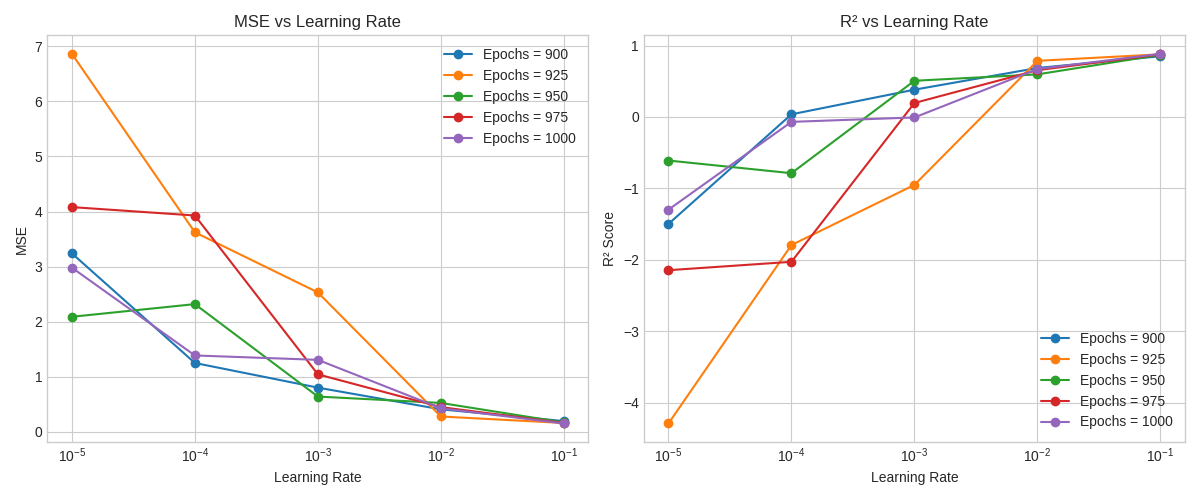 MSE vs Learning Rate
MSE
7
6
5
4
3
2
1
0
Epochs = 900
Epochs = 925
Epochs = 950
Epochs = 975
Epochs = 1000
10⁻⁵ 10⁻⁴ 10⁻³ 10⁻² 10⁻¹
Learning Rate
R² vs Learning Rate
R² Score
1
0
−1
−2
−3
−4
Epochs = 900
Epochs = 925
Epochs = 950
Epochs = 975
Epochs = 1000
10⁻⁵ 10⁻⁴ 10⁻³ 10⁻² 10⁻¹
Learning Rate